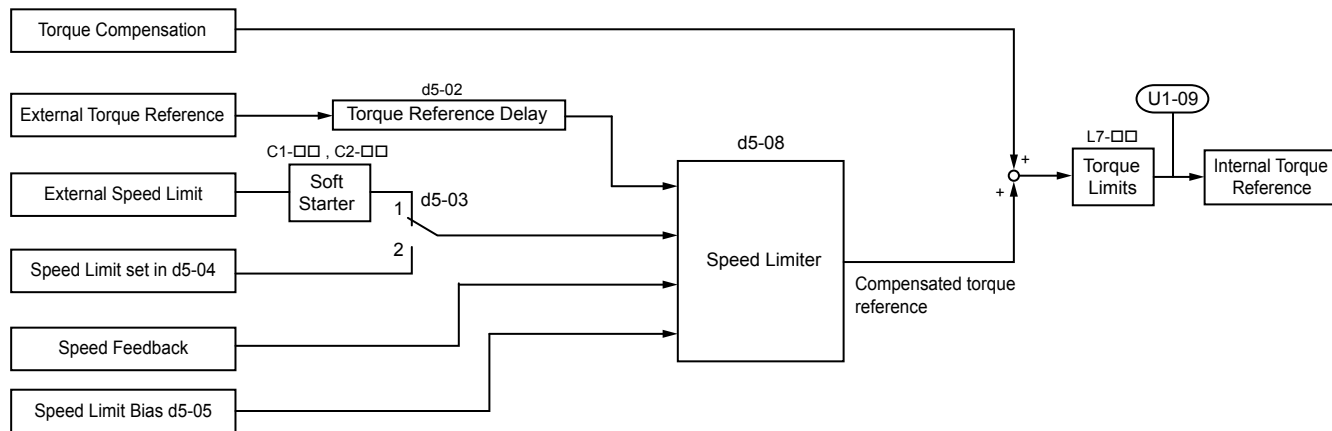 Torque Compensation
External Torque Reference
d5-02
Torque Reference Delay
C1-□□ , C2-□□
External Speed Limit
Soft
Starter
d5-03
1
2
Speed Limit set in d5-04
Speed Feedback
Speed Limit Bias d5-05
d5-08
Speed Limiter
Compensated torque
reference
+
+
L7-□□
Torque
Limits
U1-09
Internal Torque
Reference